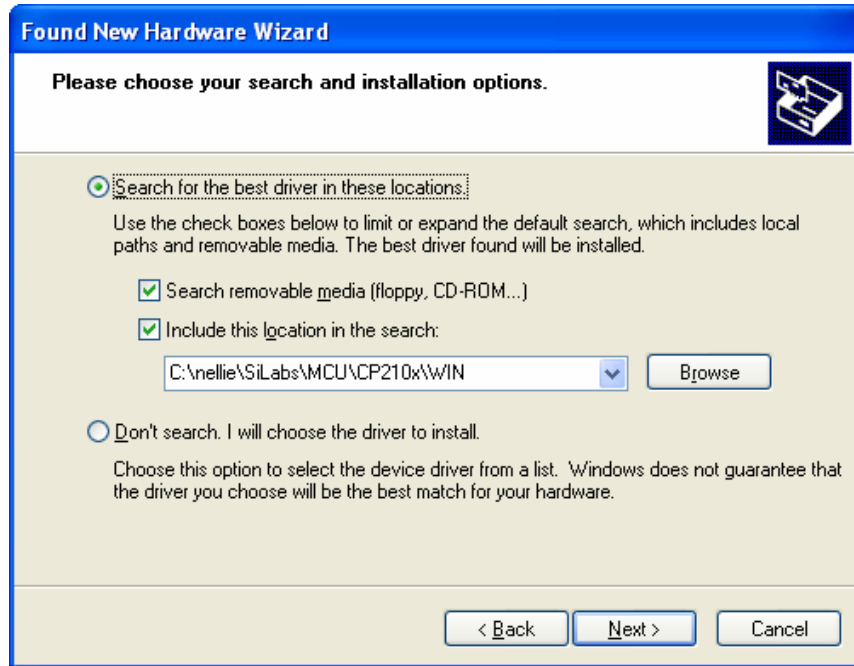 Found New Hardware Wizard
Please choose your search and installation options.
Search for the best driver in these locations.
Use the check boxes below to limit or expand the default search, which includes local
paths and removable media. The best driver found will be installed.
Search removable media (floppy, CD-ROM...)
Include this location in the search:
C:\nellie\SiLabs\MCU\CP210x\WIN
Browse
Don't search. I will choose the driver to install.
Choose this option to select the device driver from a list. Windows does not guarantee that
the driver you choose will be the best match for your hardware.
< Back
Next >
Cancel